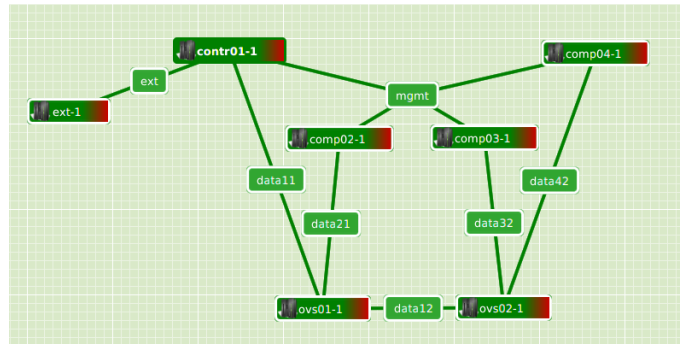 contr01-1
comp04-1
ext
mgmt
ext-1
comp02-1
comp03-1
data11
data42
data21
data32
ovs01-1
data12
ovs02-1